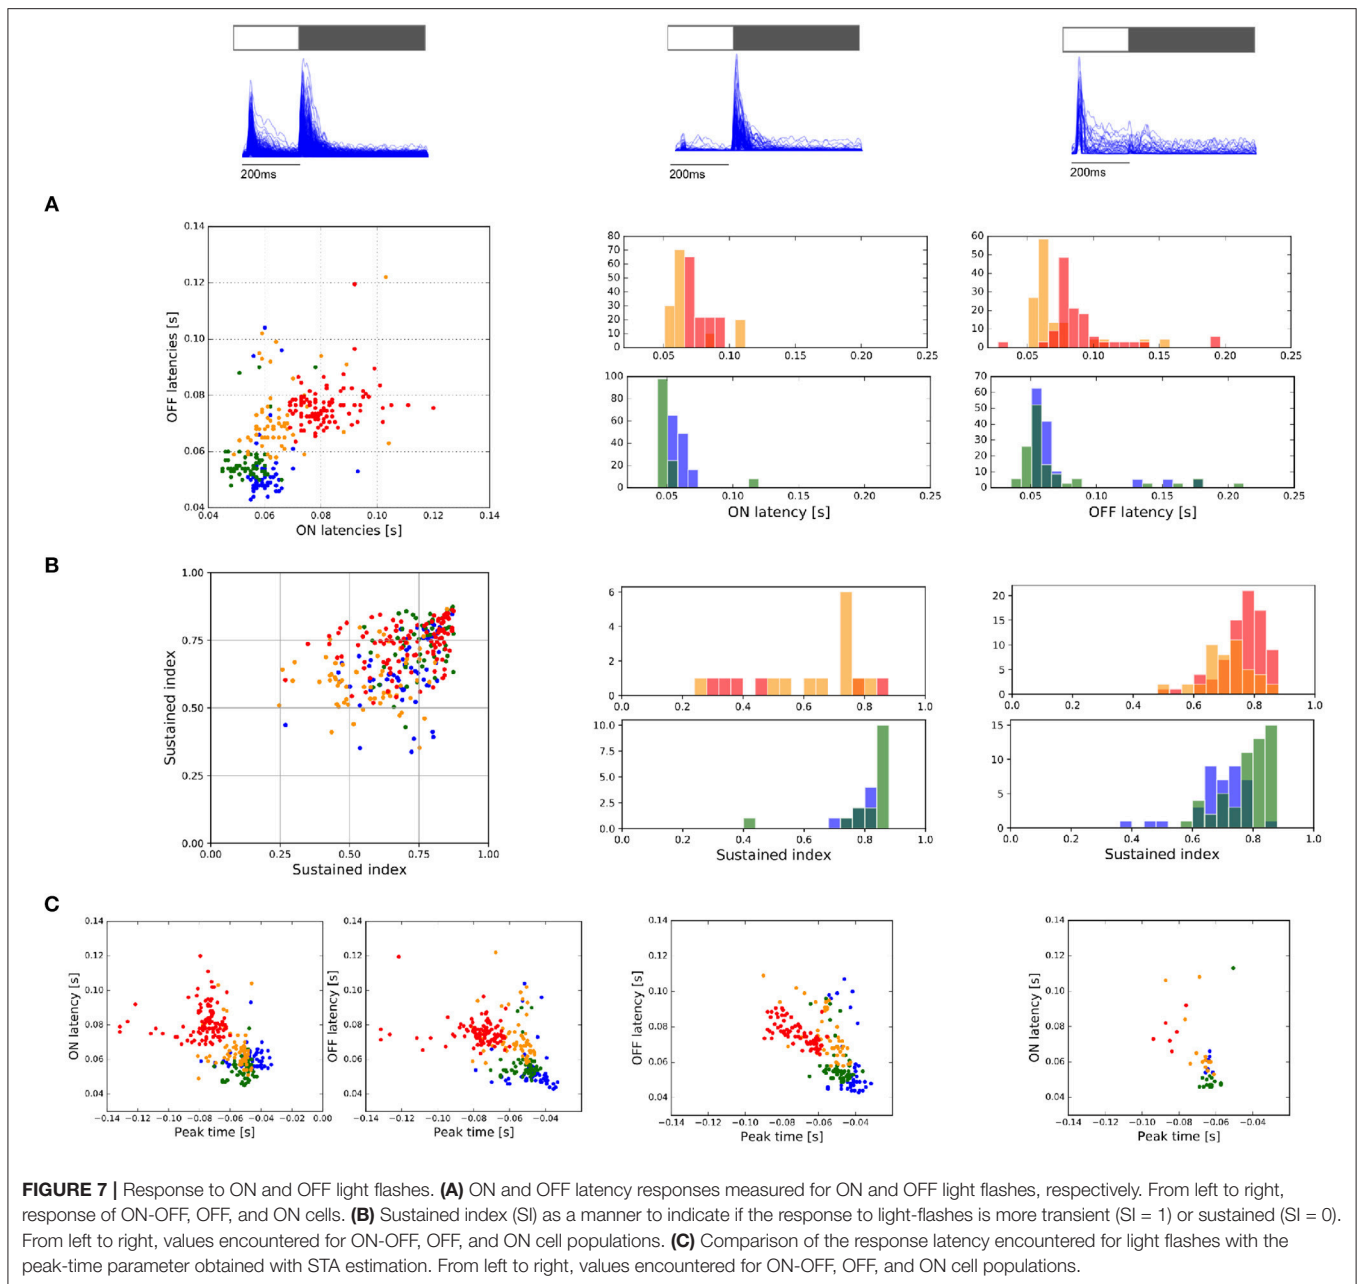 200ms
200ms
200ms
A
0.14
0.12
0.10
0.08
0.06
0.04
OFF latencies [s]
0.04 0.06 0.08 0.10 0.12 0.14
ON latencies [s]
80
70
60
50
40
30
20
10
0
0.05 0.10 0.15 0.20 0.25
60
50
40
30
20
10
0
0.05 0.10 0.15 0.20 0.25
100
80
60
40
20
0
0.05 0.10 0.15 0.20 0.25
ON latency [s]
70
60
50
40
30
20
10
0
0.05 0.10 0.15 0.20 0.25
OFF latency [s]
B
1.00
0.75
0.50
0.25
0.00
Sustained index
0.00 0.25 0.50 0.75 1.00
Sustained index
6
4
2
0
0.0 0.2 0.4 0.6 0.8 1.0
20
15
10
5
0
0.0 0.2 0.4 0.6 0.8 1.0
10.0
7.5
5.0
2.5
0.0
0.0 0.2 0.4 0.6 0.8 1.0
Sustained index
15
10
5
0
0.0 0.2 0.4 0.6 0.8 1.0
Sustained index
C
0.14
0.12
0.10
0.08
0.06
0.04
ON latency [s]
−0.14 −0.12 −0.10 −0.08 −0.06 −0.04 −0.02 0.00
Peak time [s]
0.14
0.12
0.10
0.08
0.06
0.04
OFF latency [s]
−0.14 −0.12 −0.10 −0.08 −0.06 −0.04
Peak time [s]
0.14
0.12
0.10
0.08
0.06
0.04
OFF latency [s]
−0.14 −0.12 −0.10 −0.08 −0.06 −0.04
Peak time [s]
0.14
0.12
0.10
0.08
0.06
0.04
ON latency [s]
−0.14 −0.12 −0.10 −0.08 −0.06 −0.04
Peak time [s]
FIGURE 7 | Response to ON and OFF light flashes. (A) ON and OFF latency responses measured for ON and OFF light flashes, respectively. From left to right,
response of ON-OFF, OFF, and ON cells. (B) Sustained index (SI) as a manner to indicate if the response to light-flashes is more transient (SI = 1) or sustained (SI = 0).
From left to right, values encountered for ON-OFF, OFF, and ON cell populations. (C) Comparison of the response latency encountered for light flashes with the
peak-time parameter obtained with STA estimation. From left to right, values encountered for ON-OFF, OFF, and ON cell populations.